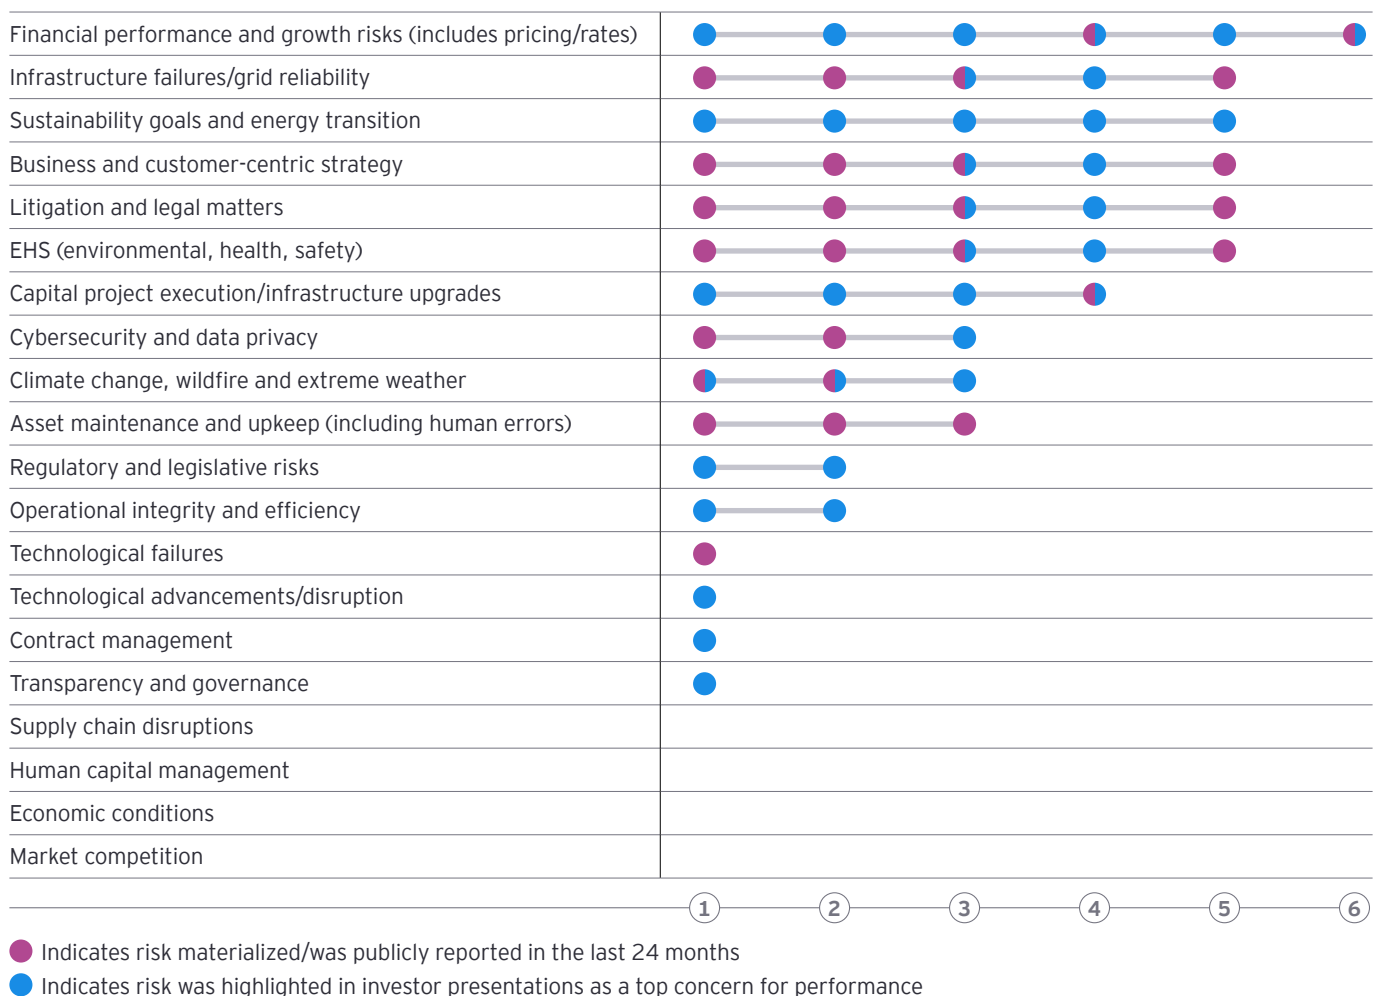 Financial performance and growth risks (includes pricing/rates)
Infrastructure failures/grid reliability
Sustainability goals and energy transition
Business and customer-centric strategy
Litigation and legal matters
EHS (environmental, health, safety)
Capital project execution/infrastructure upgrades
Cybersecurity and data privacy
Climate change, wildfire and extreme weather
Asset maintenance and upkeep (including human errors)
Regulatory and legislative risks
Operational integrity and efficiency
Technological failures
Technological advancements/disruption
Contract management
Transparency and governance
Supply chain disruptions
Human capital management
Economic conditions
Market competition
1 2 3 4 5 6
Indicates risk materialized/was publicly reported in the last 24 months
Indicates risk was highlighted in investor presentations as a top concern for performance